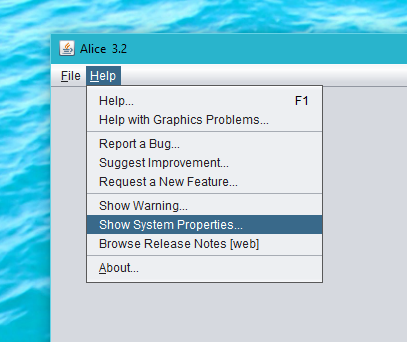 Alice 3.2
File Help
Help... F1
Help with Graphics Problems...
Report a Bug...
Suggest Improvement...
Request a New Feature...
Show Warning...
Show System Properties...
Browse Release Notes [web]
About...